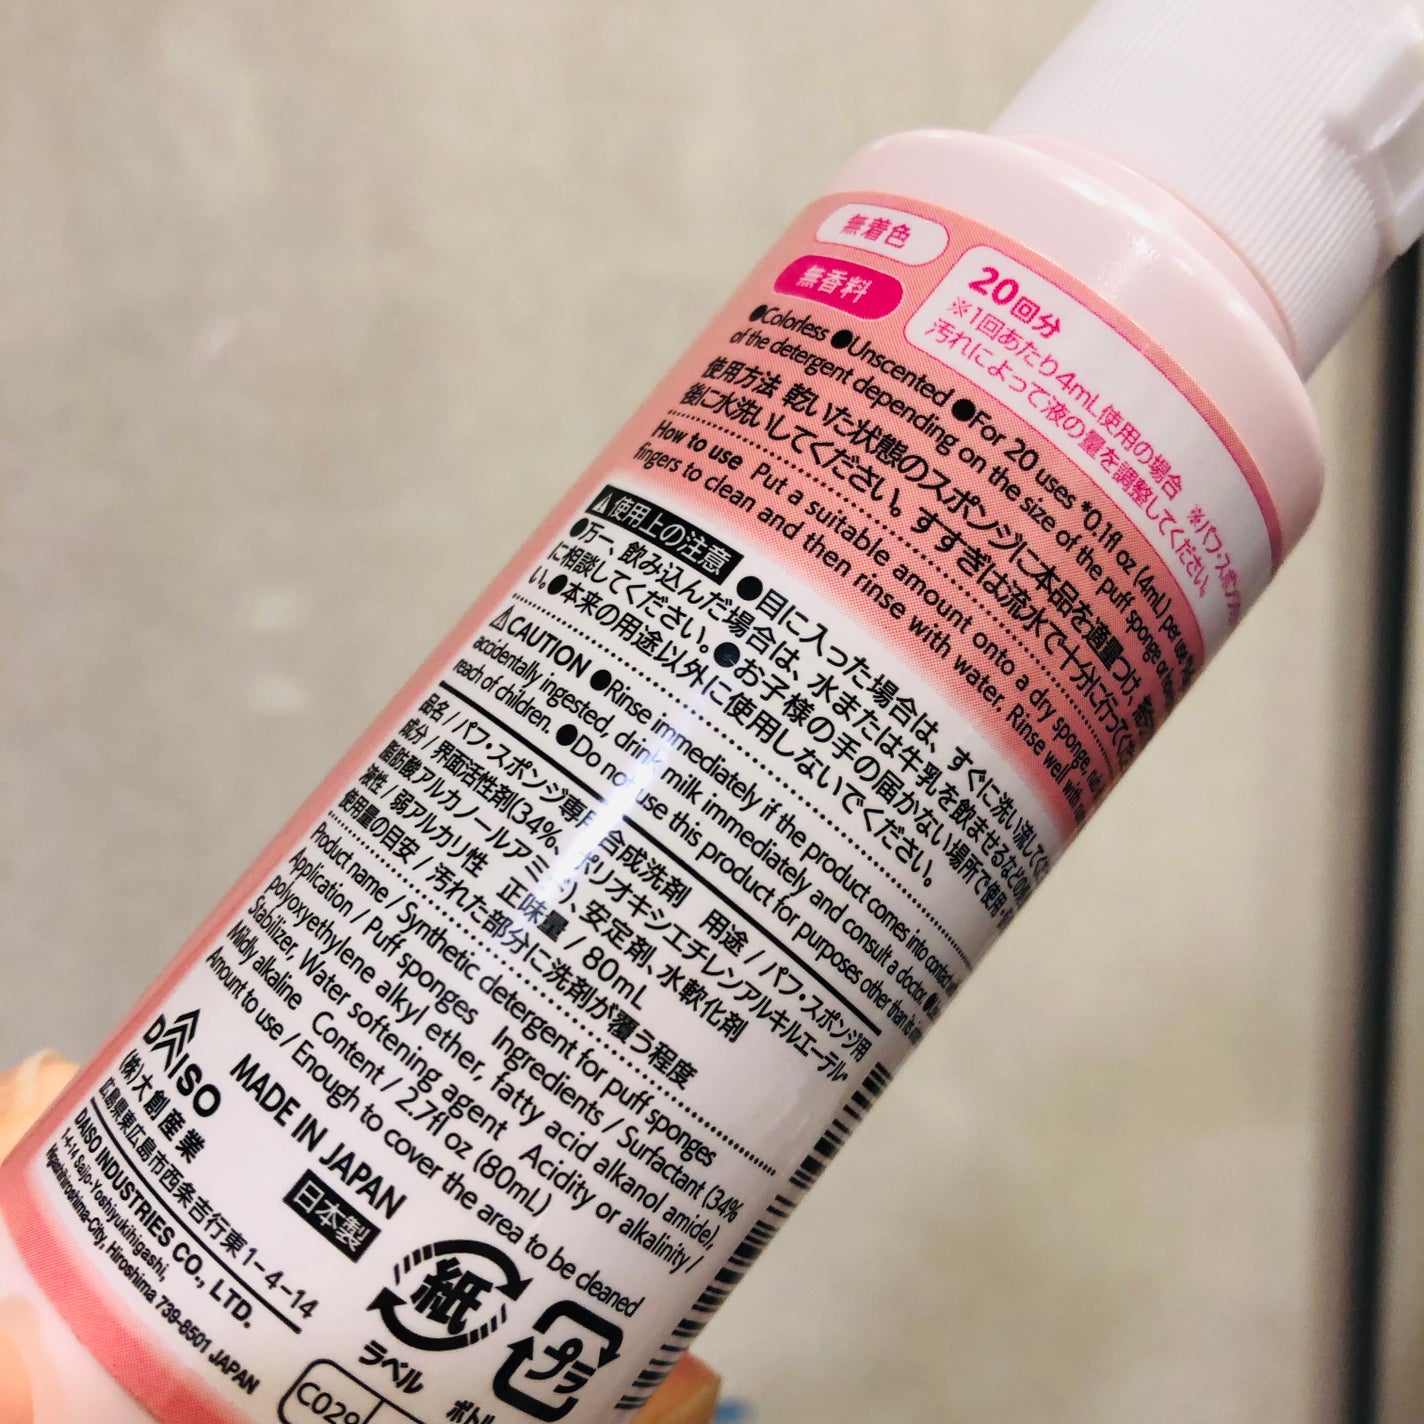 無着色
無香料
20回分
※1回あたり4mL使用の場合 ※パフ・スポンジ
汚れによって液の量を調整してください。
●Colorless ●Unscented ●For 20 uses *0.1fl oz (4mL) per use
of the detergent depending on the size of the puff sponge or
使用方法 乾いた状態のスポンジに本品を適量つけ、
後に水洗いしてください。すすぎは流水で十分に行ってくだ
How to use Put a suitable amount onto a dry sponge,
fingers to clean and then rinse with water. Rinse well with
⚠使用上の注意 ●目に入った場合は、すぐに洗い流してく
●万一、飲み込んだ場合は、水または牛乳を飲ませるなどの
に相談してください。●お子様の手の届かない場所で使用・
い。●本来の用途以外に使用しないでください。
⚠CAUTION ●Rinse immediately if the product comes into contact
accidentally ingested, drink milk immediately and consult a doctor. ●
reach of children. ●Do not use this product for purposes other than its
品名 / パフ・スポンジ専用合成洗剤 用途 / パフ・スポンジ用
成分 / 界面活性剤(34%、ポリオキシエチレンアルキルエーテル、
脂肪酸アルカノールアミド)、安定剤、水軟化剤
液性 / 弱アルカリ性 正味量 / 80mL
使用量の目安 / 汚れた部分に洗剤が覆う程度
Product name / Synthetic detergent for puff sponges
Application / Puff sponges Ingredients / Surfactant (34%
polyoxyethylene alkyl ether, fatty acid alkanol amide),
Stabilizer, Water softening agent Acidity or alkalinity /
Mildly alkaline Content / 2.7fl oz (80mL)
Amount to use / Enough to cover the area to be cleaned
DAISO
MADE IN JAPAN
日本製
(株)大創産業
広島県東広島市西条吉行東1-4-14
DAISO INDUSTRIES CO., LTD.
1-4-14 Saijo-Yoshiyukihigashi,
Higashihiroshima-City, Hiroshima 739-8501 JAPAN
紙
ラベル
プラ
ボトル
C029